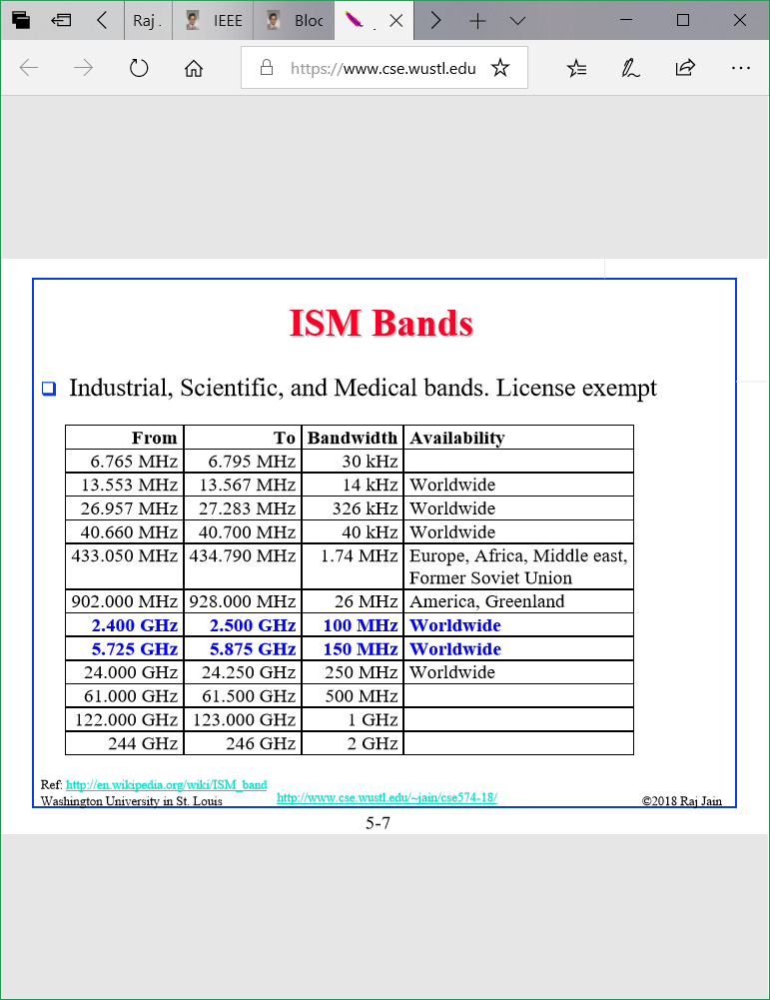 Raj.
IEEE
Bloc
https://www.cse.wustl.edu
ISM Bands
Industrial, Scientific, and Medical bands. License exempt
From To Bandwidth Availability
6.765 MHz 6.795 MHz 30 kHz
13.553 MHz 13.567 MHz 14 kHz Worldwide
26.957 MHz 27.283 MHz 326 kHz Worldwide
40.660 MHz 40.700 MHz 40 kHz Worldwide
433.050 MHz 434.790 MHz 1.74 MHz Europe, Africa, Middle east,
Former Soviet Union
902.000 MHz 928.000 MHz 26 MHz America, Greenland
2.400 GHz 2.500 GHz 100 MHz Worldwide
5.725 GHz 5.875 GHz 150 MHz Worldwide
24.000 GHz 24.250 GHz 250 MHz Worldwide
61.000 GHz 61.500 GHz 500 MHz
122.000 GHz 123.000 GHz 1 GHz
244 GHz 246 GHz 2 GHz
Ref: http://en.wikipedia.org/wiki/ISM_band
Washington University in St. Louis http://www.cse.wustl.edu/~jain/cse574-18/ ©2018 Raj Jain
5-7